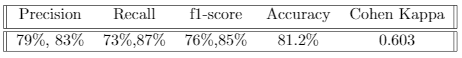 Precision Recall f1-score Accuracy Cohen Kappa
79%, 83% 73%,87% 76%,85% 81.2% 0.603